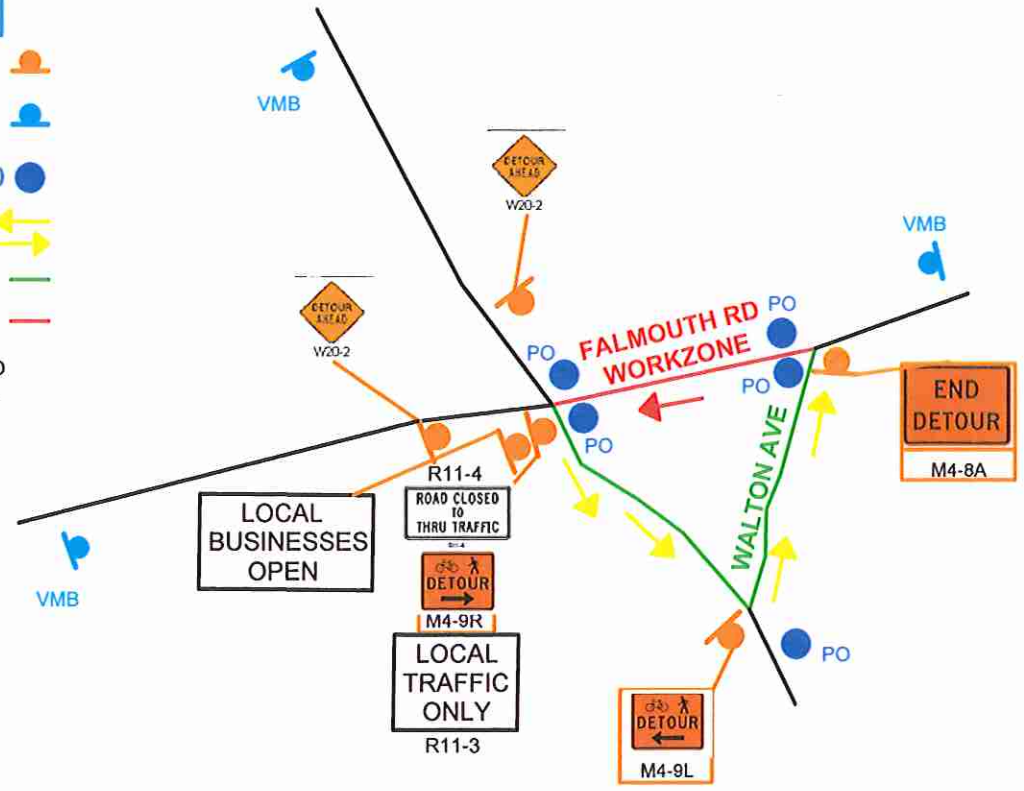 VMB
DETOUR
AHEAD
W20-2
VMB
DETOUR
AHEAD
W20-2
PO
FALMOUTH RD
WORKZONE
PO
PO
PO
END
DETOUR
M4-8A
WALTON AVE
R11-4
ROAD CLOSED
TO
THRU TRAFFIC
LOCAL
BUSINESSES
OPEN
DETOUR
M4-9R
VMB
LOCAL
TRAFFIC
ONLY
R11-3
PO
DETOUR
M4-9L